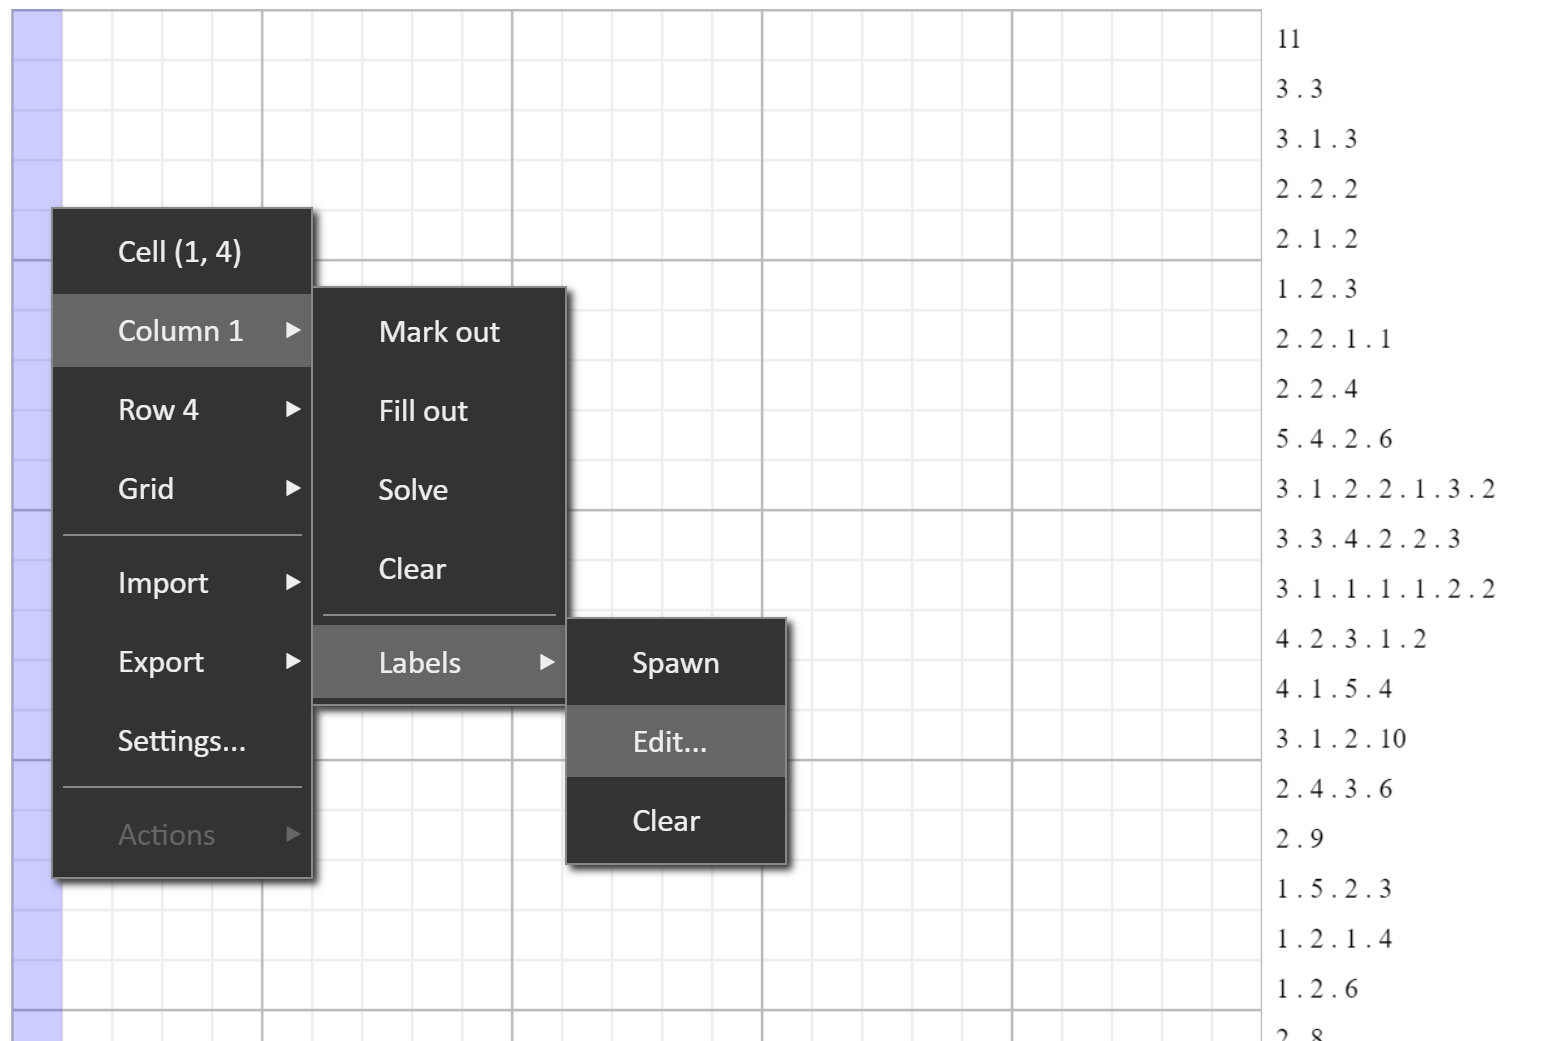 11
3 . 3
3 . 1 . 3
2 . 2 . 2
2 . 1 . 2
1 . 2 . 3
2 . 2 . 1 . 1
2 . 2 . 4
5 . 4 . 2 . 6
3 . 1 . 2 . 2 . 1 . 3 . 2
3 . 3 . 4 . 2 . 2 . 3
3 . 1 . 1 . 1 . 1 . 2 . 2
4 . 2 . 3 . 1 . 2
4 . 1 . 5 . 4
3 . 1 . 2 . 10
2 . 4 . 3 . 6
2 . 9
1 . 5 . 2 . 3
1 . 2 . 1 . 4
1 . 2 . 6
2 . 8
Cell (1, 4)
Column 1
Row 4
Grid
Import
Export
Settings...
Actions
Mark out
Fill out
Solve
Clear
Labels
Spawn
Edit...
Clear